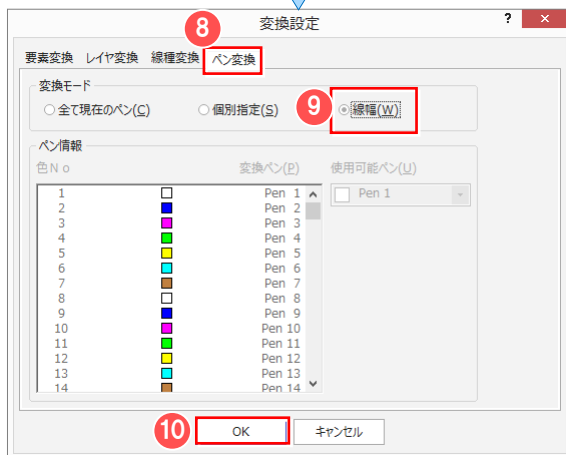 8
変換設定 ? ×
要素変換 レイヤ変換 線種変換 ペン変換
変換モード
全て現在のペン(C) 個別指定(S) 9 線幅(W)
ペン情報
色No 変換ペン(P) 使用可能ペン(U)
1 Pen 1 Pen 1
2 Pen 2
3 Pen 3
4 Pen 4
5 Pen 5
6 Pen 6
7 Pen 7
8 Pen 8
9 Pen 9
10 Pen 10
11 Pen 11
12 Pen 12
13 Pen 13
14 Pen 14
10 OK キャンセル